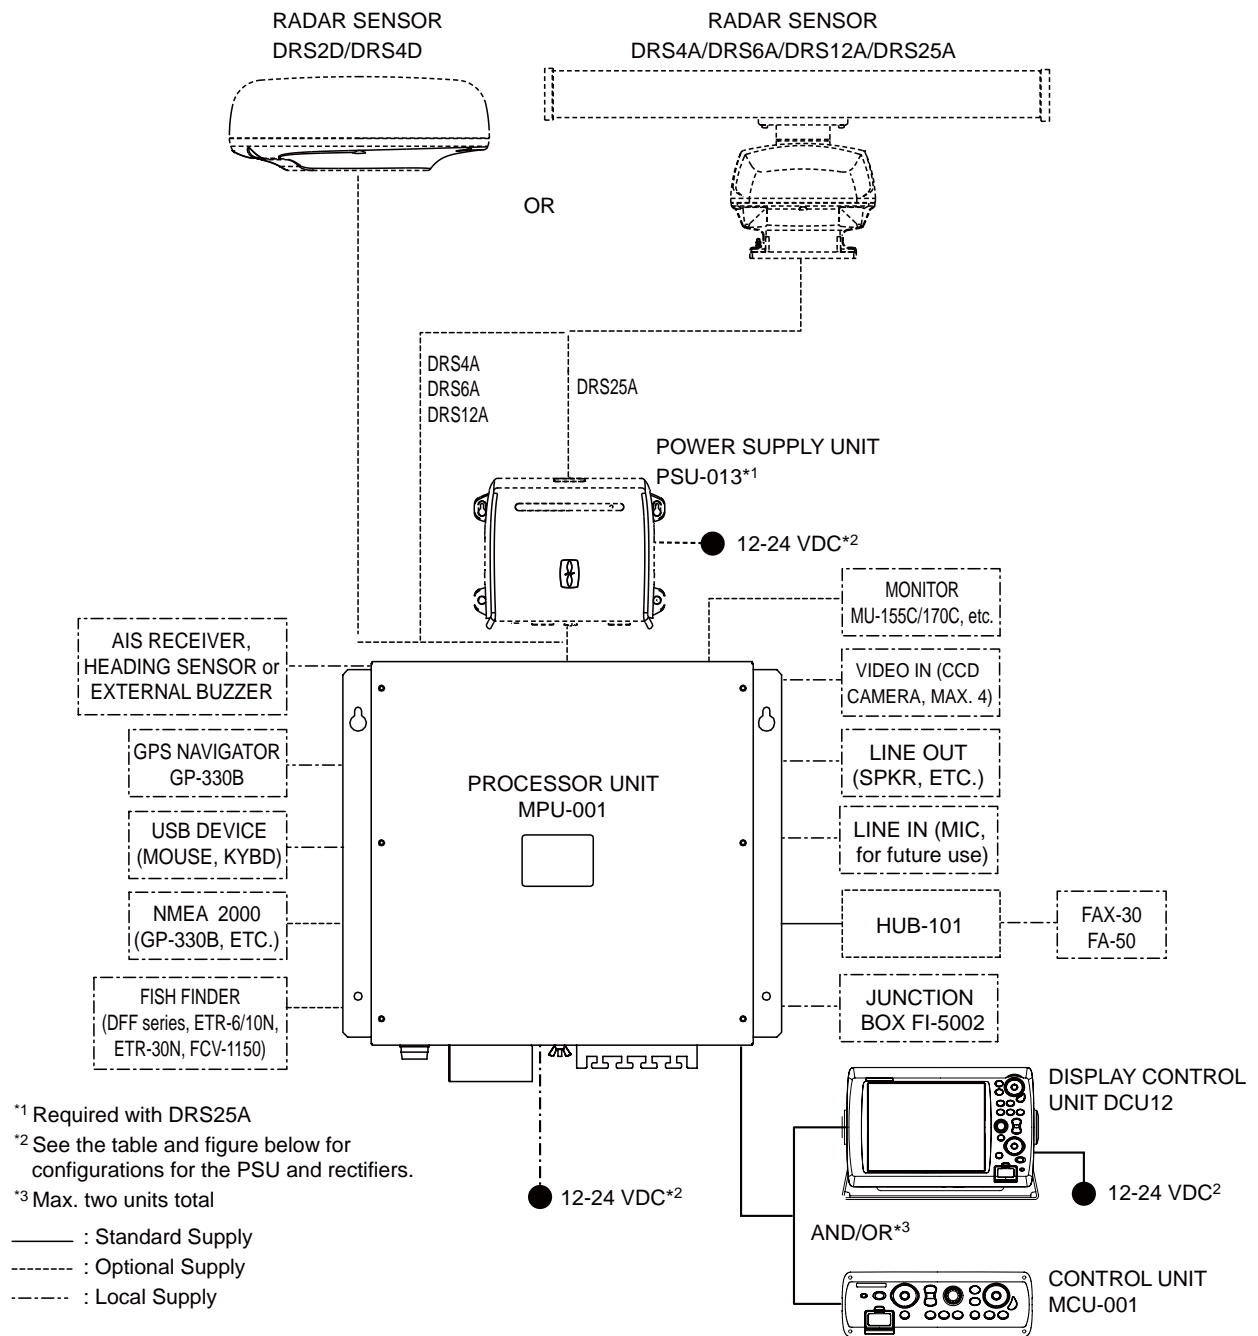 RADAR SENSOR
DRS2D/DRS4D
RADAR SENSOR
DRS4A/DRS6A/DRS12A/DRS25A
OR
DRS4A
DRS6A
DRS12A
DRS25A
POWER SUPPLY UNIT
PSU-013*1
12-24 VDC*2
MONITOR
MU-155C/170C, etc.
AIS RECEIVER,
HEADING SENSOR or
EXTERNAL BUZZER
VIDEO IN (CCD
CAMERA, MAX. 4)
GPS NAVIGATOR
GP-330B
LINE OUT
(SPKR, ETC.)
PROCESSOR UNIT
MPU-001
USB DEVICE
(MOUSE, KYBD)
LINE IN (MIC,
for future use)
NMEA 2000
(GP-330B, ETC.)
HUB-101
FAX-30
FA-50
FISH FINDER
(DFF series, ETR-6/10N,
ETR-30N, FCV-1150)
JUNCTION
BOX FI-5002
DISPLAY CONTROL
UNIT DCU12
*1 Required with DRS25A
*2 See the table and figure below for
configurations for the PSU and rectifiers.
*3 Max. two units total
12-24 VDC*2
12-24 VDC2
AND/OR*3
: Standard Supply
: Optional Supply
: Local Supply
CONTROL UNIT
MCU-001